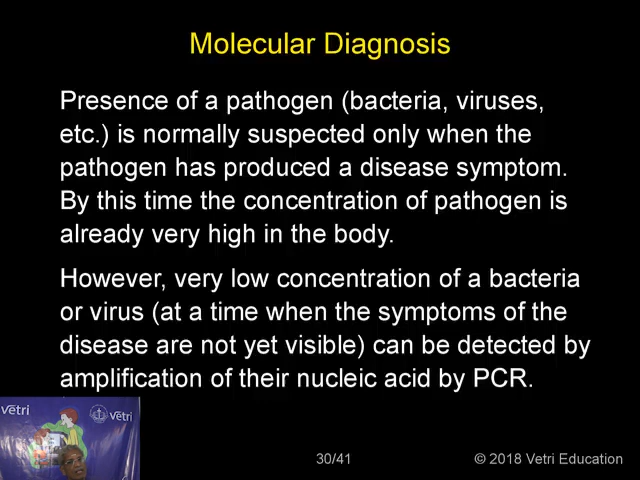 Molecular Diagnosis
Presence of a pathogen (bacteria, viruses,
etc.) is normally suspected only when the
pathogen has produced a disease symptom.
By this time the concentration of pathogen is
already very high in the body.
However, very low concentration of a bacteria
or virus (at a time when the symptoms of the
disease are not yet visible) can be detected by
amplification of their nucleic acid by PCR.
Vetri
Vetri
30/41
© 2018 Vetri Education